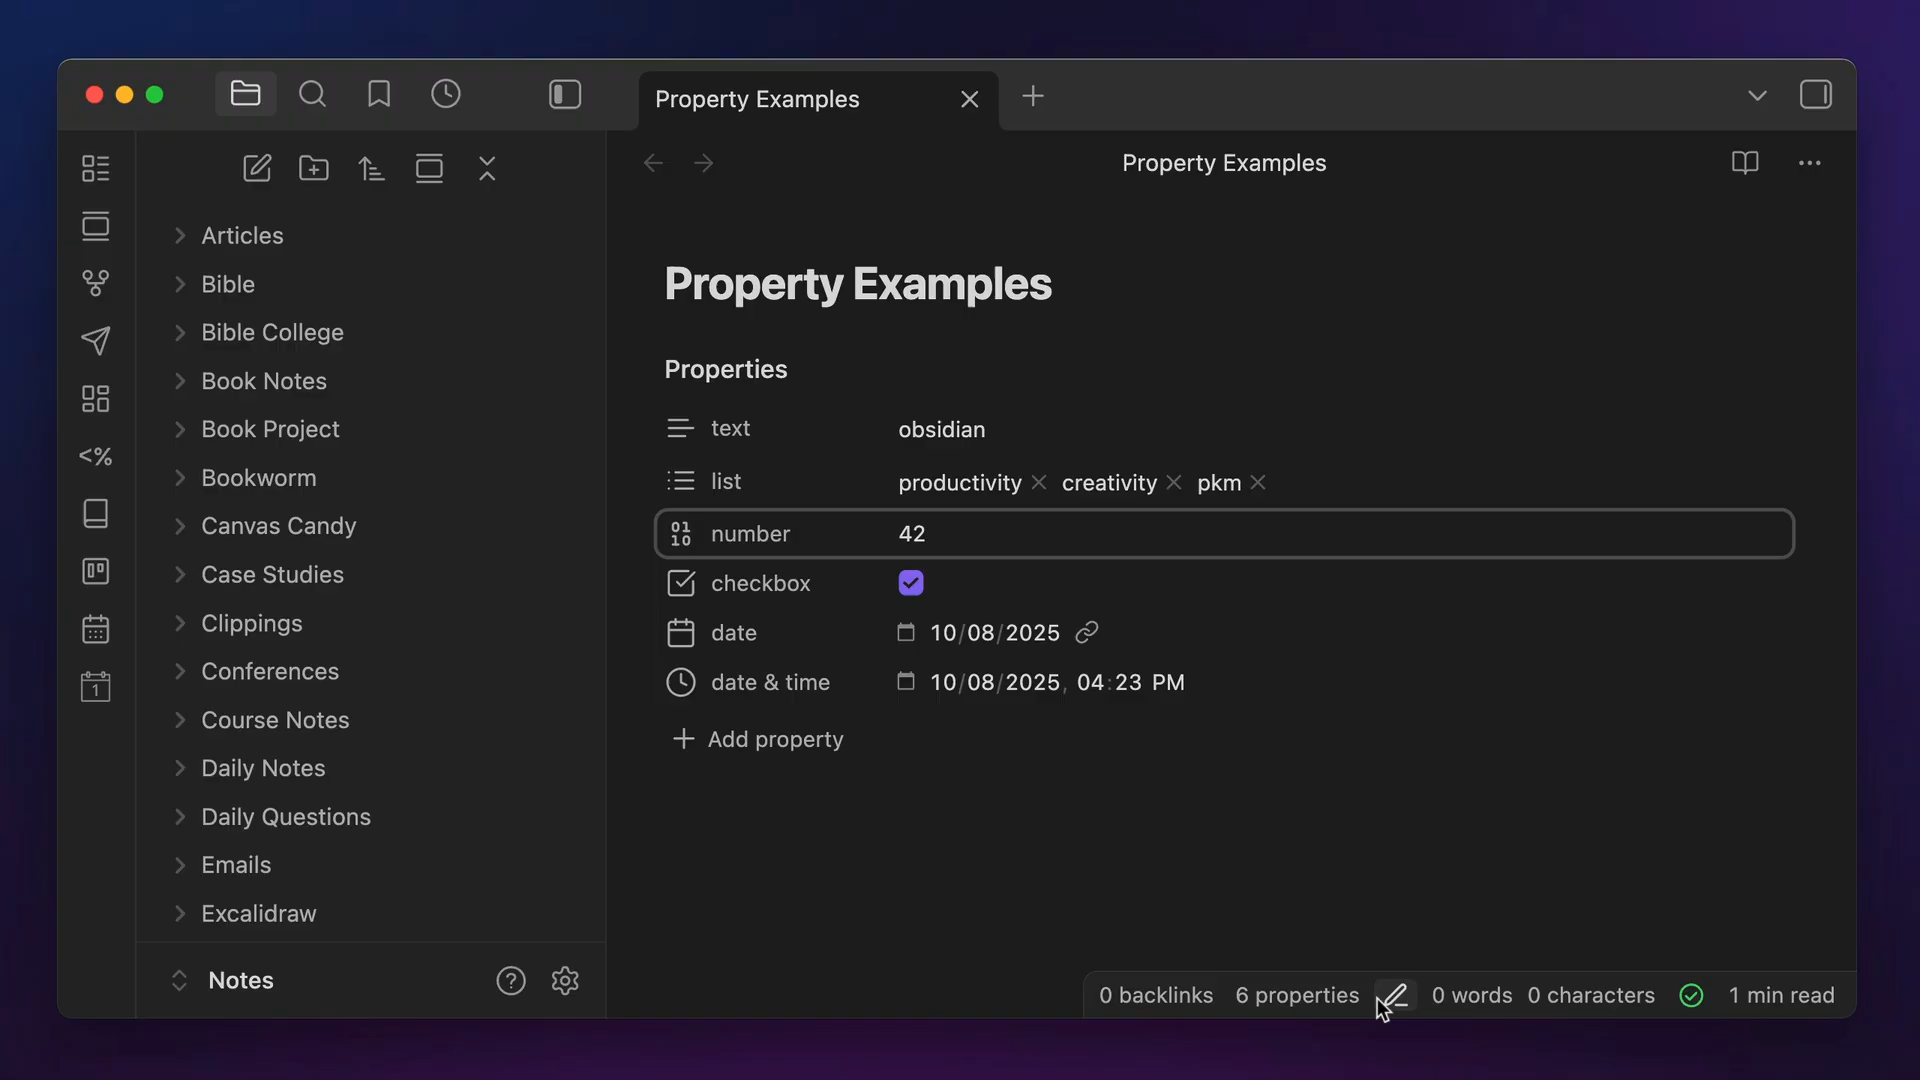 Property Examples
Property Examples
Articles
Bible
Bible College
Book Notes
Book Project
Bookworm
Canvas Candy
Case Studies
Clippings
Conferences
Course Notes
Daily Notes
Daily Questions
Emails
Excalidraw
Notes
Property Examples
Properties
text obsidian
list productivity creativity pkm
number 42
checkbox
date 10/08/2025
date & time 10/08/2025, 04:23 PM
Add property
0 backlinks 6 properties 0 words 0 characters 1 min read